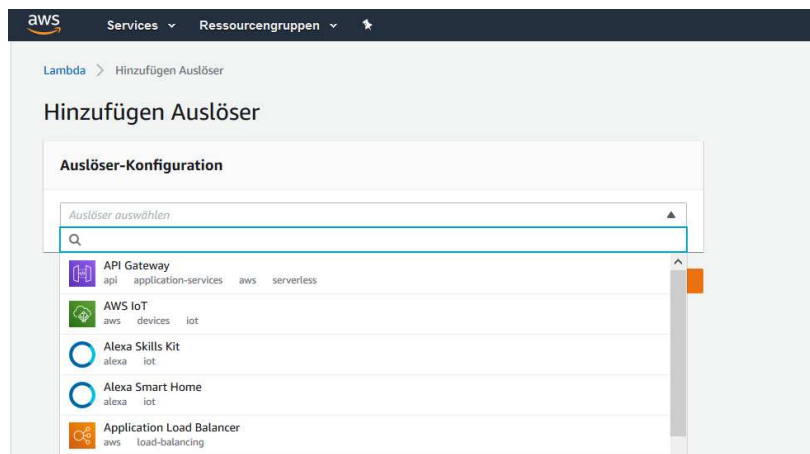 aws Services Ressourcengruppen
Lambda > Hinzufügen Auslöser
Hinzufügen Auslöser
Auslöser-Konfiguration
Auslöser auswählen
API Gateway
api application-services aws serverless
AWS IoT
aws devices iot
Alexa Skills Kit
alexa iot
Alexa Smart Home
alexa iot
Application Load Balancer
aws load-balancing